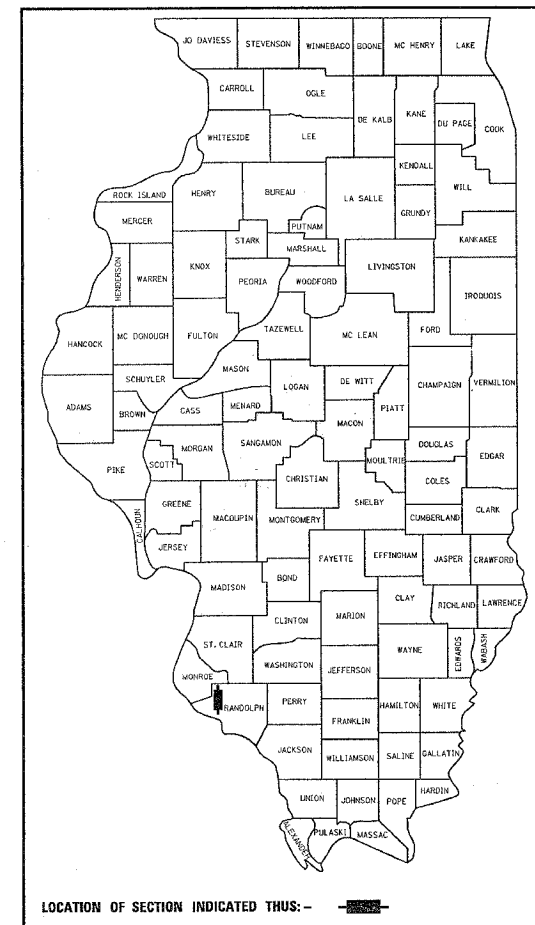 JO DAVIESS STEVENSON WINNEBAGO BOONE MC HENRY LAKE
CARROLL OGLE DE KALB KANE DU PAGE COOK
WHITESIDE LEE
KENDALL WILL
ROCK ISLAND HENRY BUREAU LA SALLE GRUNDY
MERCER PUTNAM KANKAKEE
STARK MARSHALL
HENDERSON WARREN KNOX PEORIA WOODFORD LIVINGSTON IROQUOIS
HANCOCK MC DONOUGH FULTON TAZEWELL MC LEAN FORD
SCHUYLER MASON
ADAMS BROWN CASS MENARD LOGAN DE WITT PIATT CHAMPAIGN VERMILION
MACON
PIKE SCOTT MORGAN SANGAMON MOULTRIE DOUGLAS EDGAR
CHRISTIAN COLES
CALHOUN GREENE MACOUPIN MONTGOMERY SHELBY CUMBERLAND CLARK
JERSEY FAYETTE EFFINGHAM JASPER CRAWFORD
MADISON BOND
CLAY RICHLAND LAWRENCE
CLINTON MARION
ST. CLAIR WAYNE EDWARDS WABASH
WASHINGTON JEFFERSON
MONROE
RANDOLPH PERRY HAMILTON WHITE
FRANKLIN
JACKSON WILLIAMSON SALINE GALLATIN
UNION JOHNSON POPE HARDIN
ALEXANDER PULASKI MASSAC
LOCATION OF SECTION INDICATED THUS: -